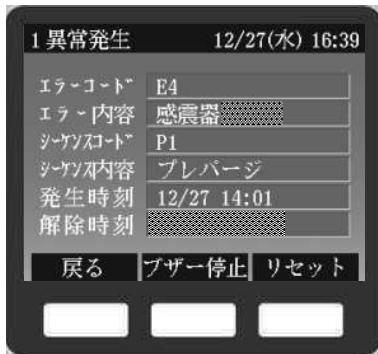 1 異常発生 12/27(水) 16:39
エラーコード E4
エラー内容 感震器
シーケンスコード P1
シーケンス内容 プレパージ
発生時刻 12/27 14:01
解除時刻
戻る ブザー停止 リセット